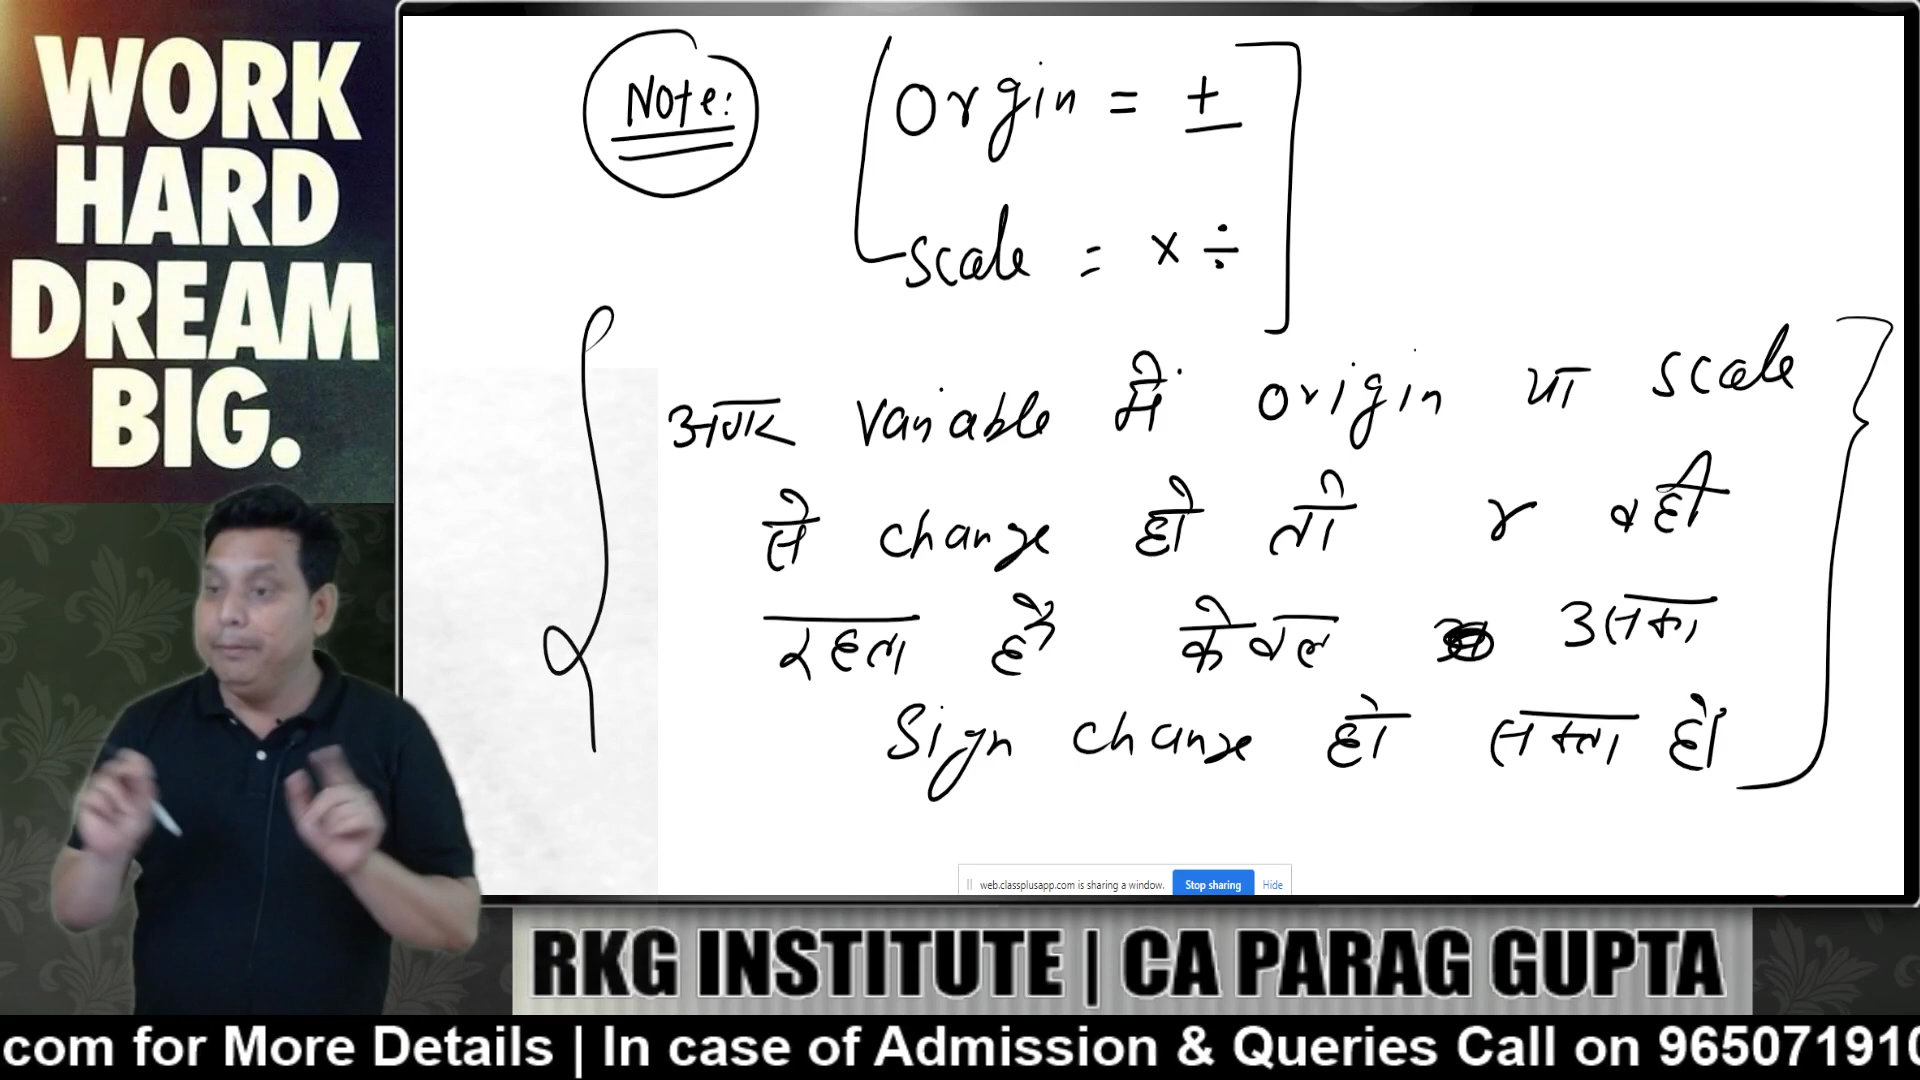 WORK
HARD
DREAM
BIG.
Note:
Orgin = ±
scale = × ÷
अगर variable में origin या scale
से change हो तो r वही
रहता है केवल उसका
Sign change हो सकता है
web.classplusapp.com is sharing a window. Stop sharing Hide
RKG INSTITUTE | CA PARAG GUPTA
com for More Details | In case of Admission & Queries Call on 965071910